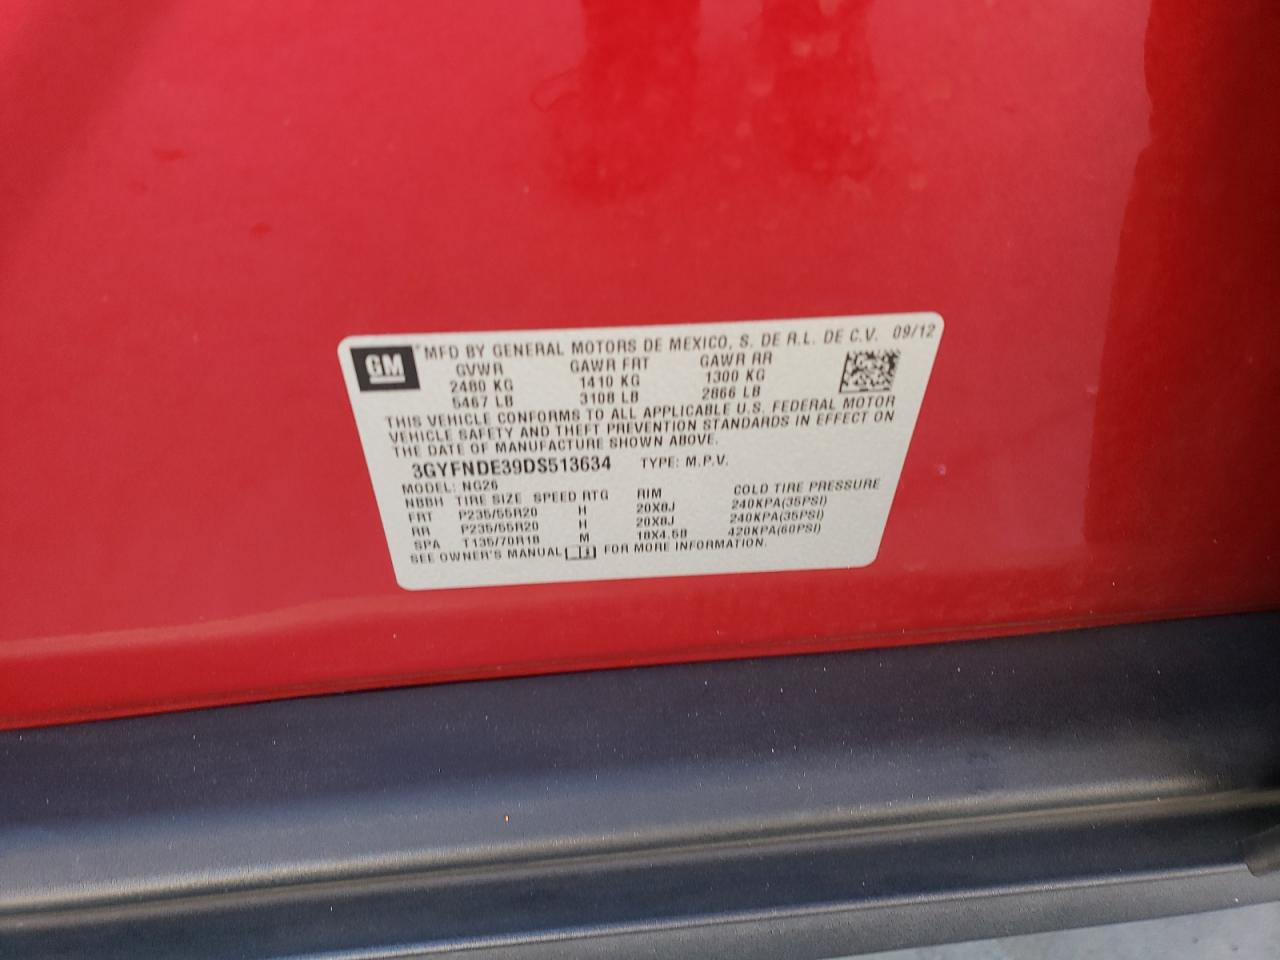 GM
MFD BY GENERAL MOTORS DE MEXICO, S. DE R.L. DE C.V. 09/12
GVWR GAWR FRT GAWR RR
2480 KG 1410 KG 1300 KG
5467 LB 3108 LB 2866 LB
THIS VEHICLE CONFORMS TO ALL APPLICABLE U.S. FEDERAL MOTOR
VEHICLE SAFETY AND THEFT PREVENTION STANDARDS IN EFFECT ON
THE DATE OF MANUFACTURE SHOWN ABOVE.
3GYFNDE39DS513634 TYPE: M.P.V.
MODEL: NG26
NBBH TIRE SIZE SPEED RTG RIM COLD TIRE PRESSURE
FRT P235/55R20 H 20X8J 240KPA(35PSI)
RR P235/55R20 H 20X8J 240KPA(35PSI)
SPA T135/70R18 M 18X4.5B 420KPA(60PSI)
SEE OWNER'S MANUAL FOR MORE INFORMATION.